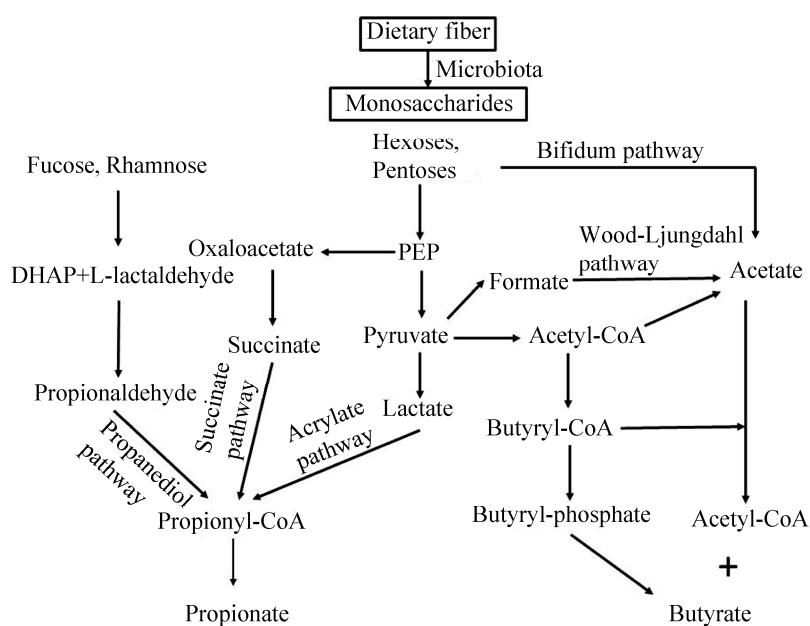 Dietary fiber
Microbiota
Monosaccharides
Hexoses,
Pentoses
Bifidum pathway
Fucose, Rhamnose
Oxaloacetate
PEP
Wood-Ljungdahl
pathway
DHAP+L-lactaldehyde
Formate
Acetate
Succinate
Pyruvate
Acetyl-CoA
Propionaldehyde
Succinate
pathway
Acrylate
pathway
Lactate
Butyryl-CoA
Propanediol
pathway
Propionyl-CoA
Butyryl-phosphate
Acetyl-CoA
+
Propionate
Butyrate